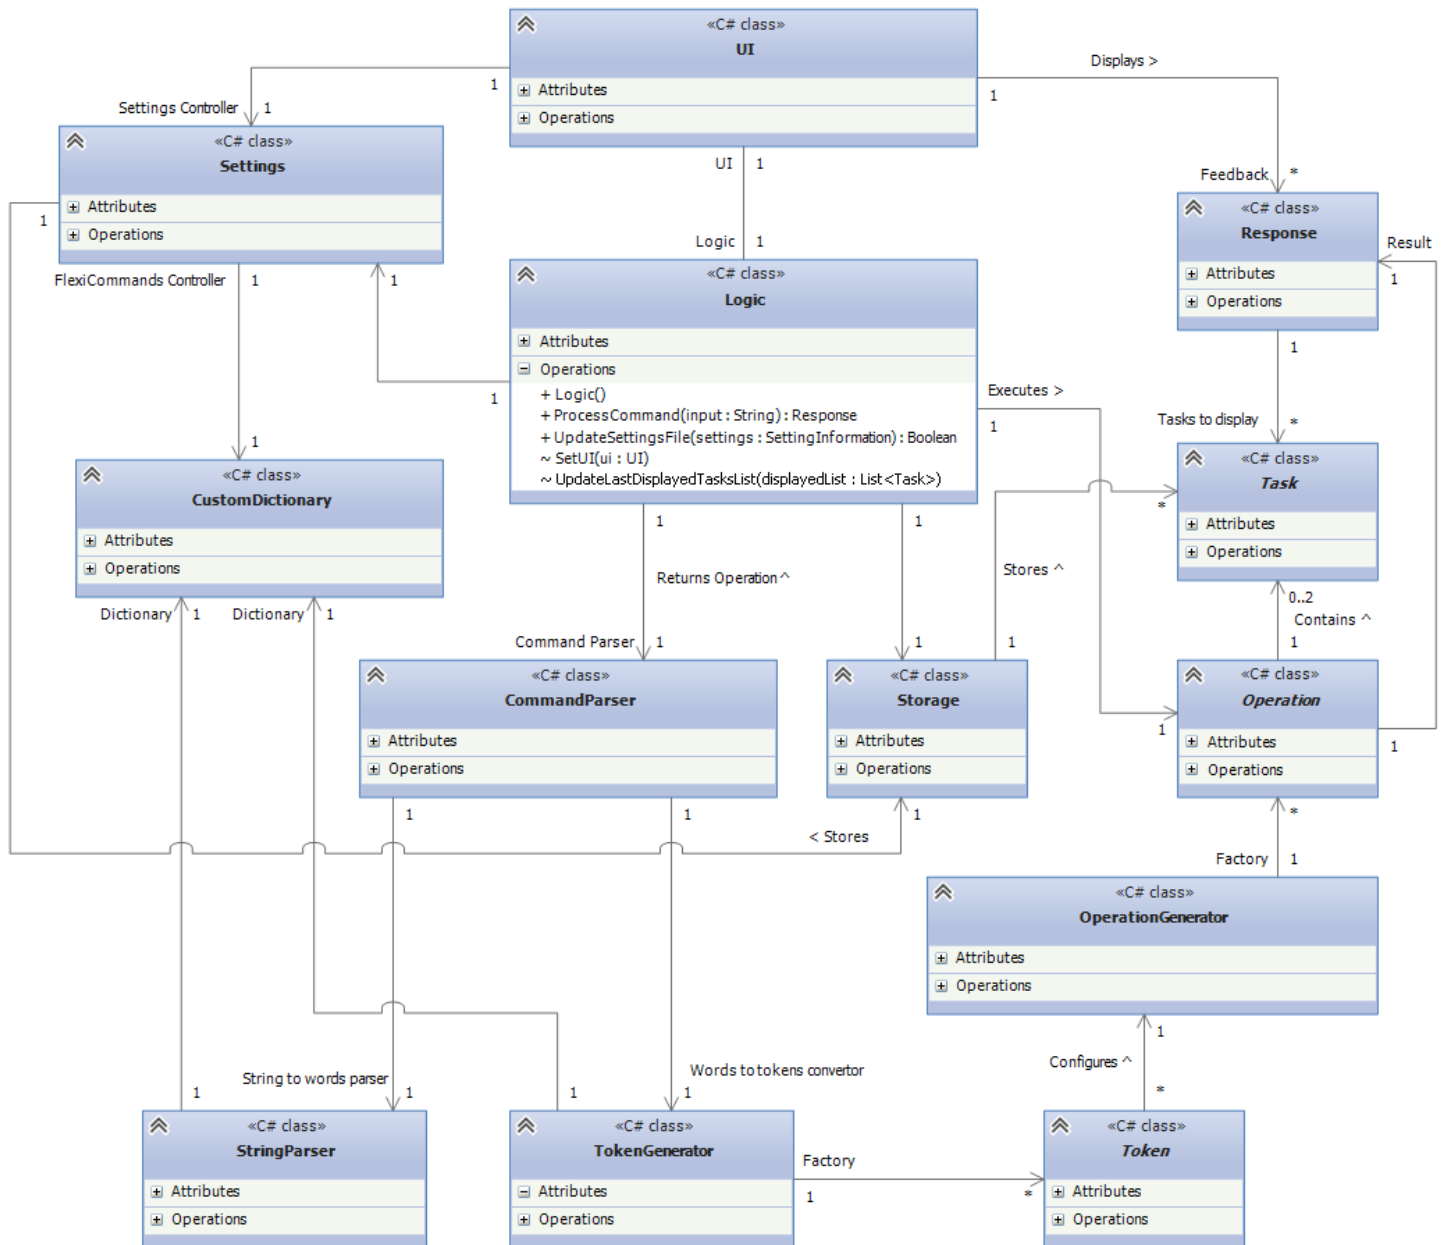 «C# class»
UI
Attributes
Operations
1
Settings Controller
1
1
Displays >
Feedback
*
«C# class»
Settings
Attributes
Operations
1
UI
1
Logic
1
«C# class»
Response
Attributes
Operations
Result
1
FlexiCommands Controller
1
1
1
«C# class»
Logic
Attributes
Operations
+ Logic()
+ ProcessCommand(input : String) : Response
+ UpdateSettingsFile(settings : SettingInformation) : Boolean
~ SetUI(ui : UI)
~ UpdateLastDisplayedTasksList(displayedList : List<Task>)
Executes >
1
1
Tasks to display
*
1
«C# class»
CustomDictionary
Attributes
Operations
«C# class»
Task
Attributes
Operations
*
1
1
Returns Operation ^
Stores ^
Dictionary
1
Dictionary
1
0..2
Contains ^
1
Command Parser
1
1
1
«C# class»
CommandParser
Attributes
Operations
«C# class»
Storage
Attributes
Operations
«C# class»
Operation
Attributes
Operations
1
1
1
1
1
*
< Stores
Factory
1
«C# class»
OperationGenerator
Attributes
Operations
1
Configures ^
*
String to words parser
1
1
1
Words to tokens convertor
1
«C# class»
StringParser
Attributes
Operations
«C# class»
TokenGenerator
Attributes
Operations
Factory
1
*
«C# class»
Token
Attributes
Operations